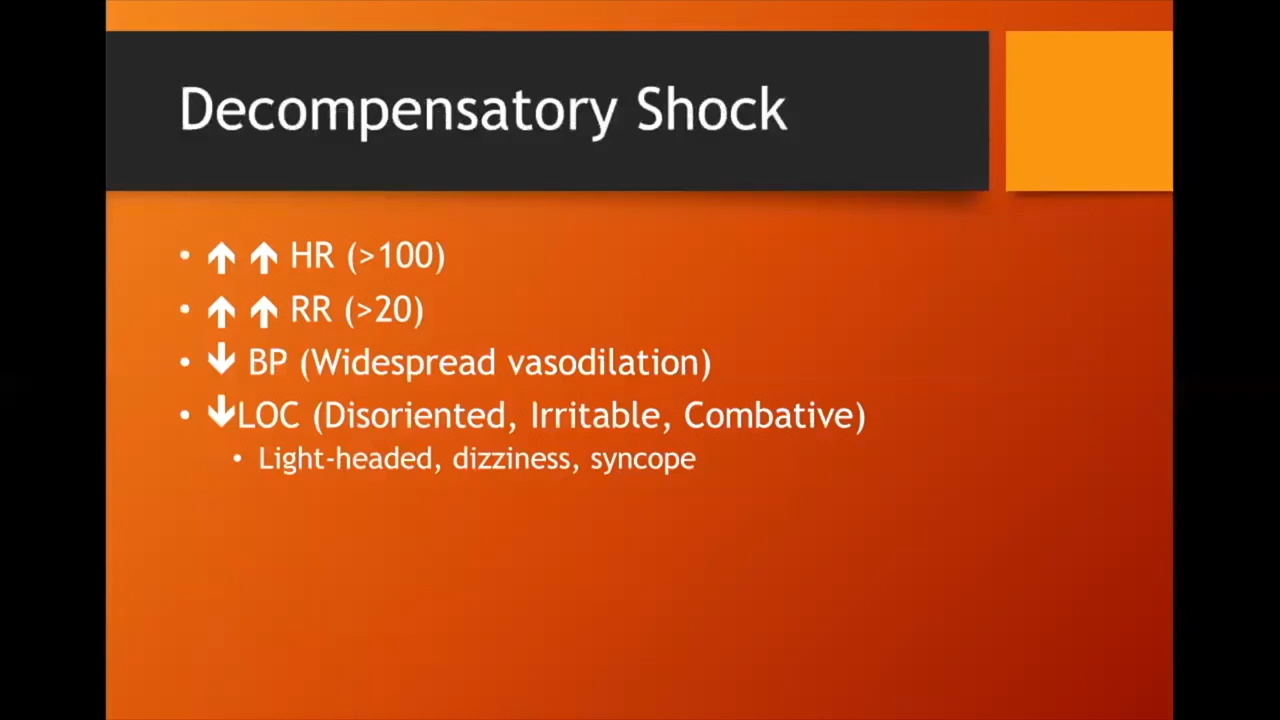 Decompensatory Shock
• 🡹 🡹 HR (>100)
• 🡹 🡹 RR (>20)
• 🡻 BP (Widespread vasodilation)
• 🡻LOC (Disoriented, Irritable, Combative)
• Light-headed, dizziness, syncope